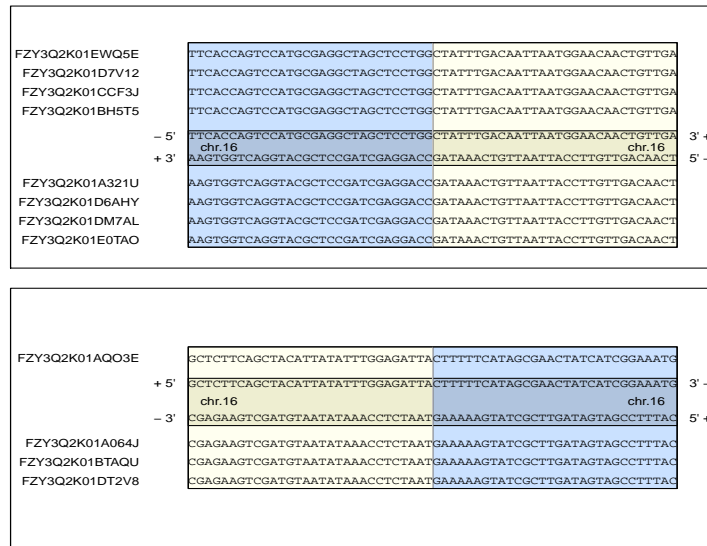 FZY3Q2K01EWQ5E TTCACCAGTCCATGCGAGGCTAGCTCCTGGCTATTTGACAATTAATGGAACAACTGTTGA
FZY3Q2K01D7V12 TTCACCAGTCCATGCGAGGCTAGCTCCTGGCTATTTGACAATTAATGGAACAACTGTTGA
FZY3Q2K01CCF3J TTCACCAGTCCATGCGAGGCTAGCTCCTGGCTATTTGACAATTAATGGAACAACTGTTGA
FZY3Q2K01BH5T5 TTCACCAGTCCATGCGAGGCTAGCTCCTGGCTATTTGACAATTAATGGAACAACTGTTGA
– 5' TTCACCAGTCCATGCGAGGCTAGCTCCTGGCTATTTGACAATTAATGGAACAACTGTTGA 3' +
chr.16 chr.16
+ 3' AAGTGGTCAGGTACGCTCCGATCGAGGACCGATAAACTGTTAATTACCTTGTTGACAACT 5' –
FZY3Q2K01A321U AAGTGGTCAGGTACGCTCCGATCGAGGACCGATAAACTGTTAATTACCTTGTTGACAACT
FZY3Q2K01D6AHY AAGTGGTCAGGTACGCTCCGATCGAGGACCGATAAACTGTTAATTACCTTGTTGACAACT
FZY3Q2K01DM7AL AAGTGGTCAGGTACGCTCCGATCGAGGACCGATAAACTGTTAATTACCTTGTTGACAACT
FZY3Q2K01E0TAO AAGTGGTCAGGTACGCTCCGATCGAGGACCGATAAACTGTTAATTACCTTGTTGACAACT
FZY3Q2K01AQO3E GCTCTTCAGCTACATTATATTTGGAGATTACTTTTTCATAGCGAACTATCATCGGAAATG
+ 5' GCTCTTCAGCTACATTATATTTGGAGATTACTTTTTCATAGCGAACTATCATCGGAAATG 3' –
chr.16 chr.16
– 3' CGAGAAGTCGATGTAATATAAACCTCTAATGAAAAAGTATCGCTTGATAGTAGCCTTTAC 5' +
FZY3Q2K01A064J CGAGAAGTCGATGTAATATAAACCTCTAATGAAAAAGTATCGCTTGATAGTAGCCTTTAC
FZY3Q2K01BTAQU CGAGAAGTCGATGTAATATAAACCTCTAATGAAAAAGTATCGCTTGATAGTAGCCTTTAC
FZY3Q2K01DT2V8 CGAGAAGTCGATGTAATATAAACCTCTAATGAAAAAGTATCGCTTGATAGTAGCCTTTAC